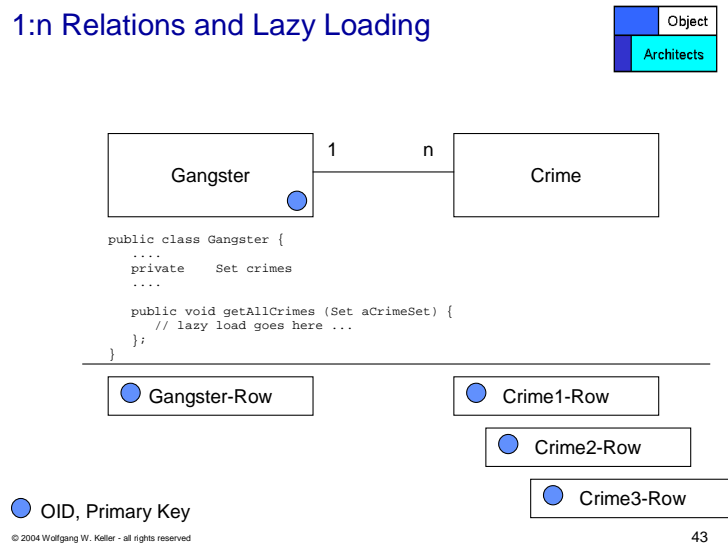 1:n Relations and Lazy Loading
Object
Architects
1 n
Gangster Crime
public class Gangster {
....
private    Set crimes
....
public void getAllCrimes (Set aCrimeSet) {
// lazy load goes here ...
};
}
Gangster-Row Crime1-Row
Crime2-Row
Crime3-Row
OID, Primary Key
© 2004 Wolfgang W. Keller - all rights reserved 43